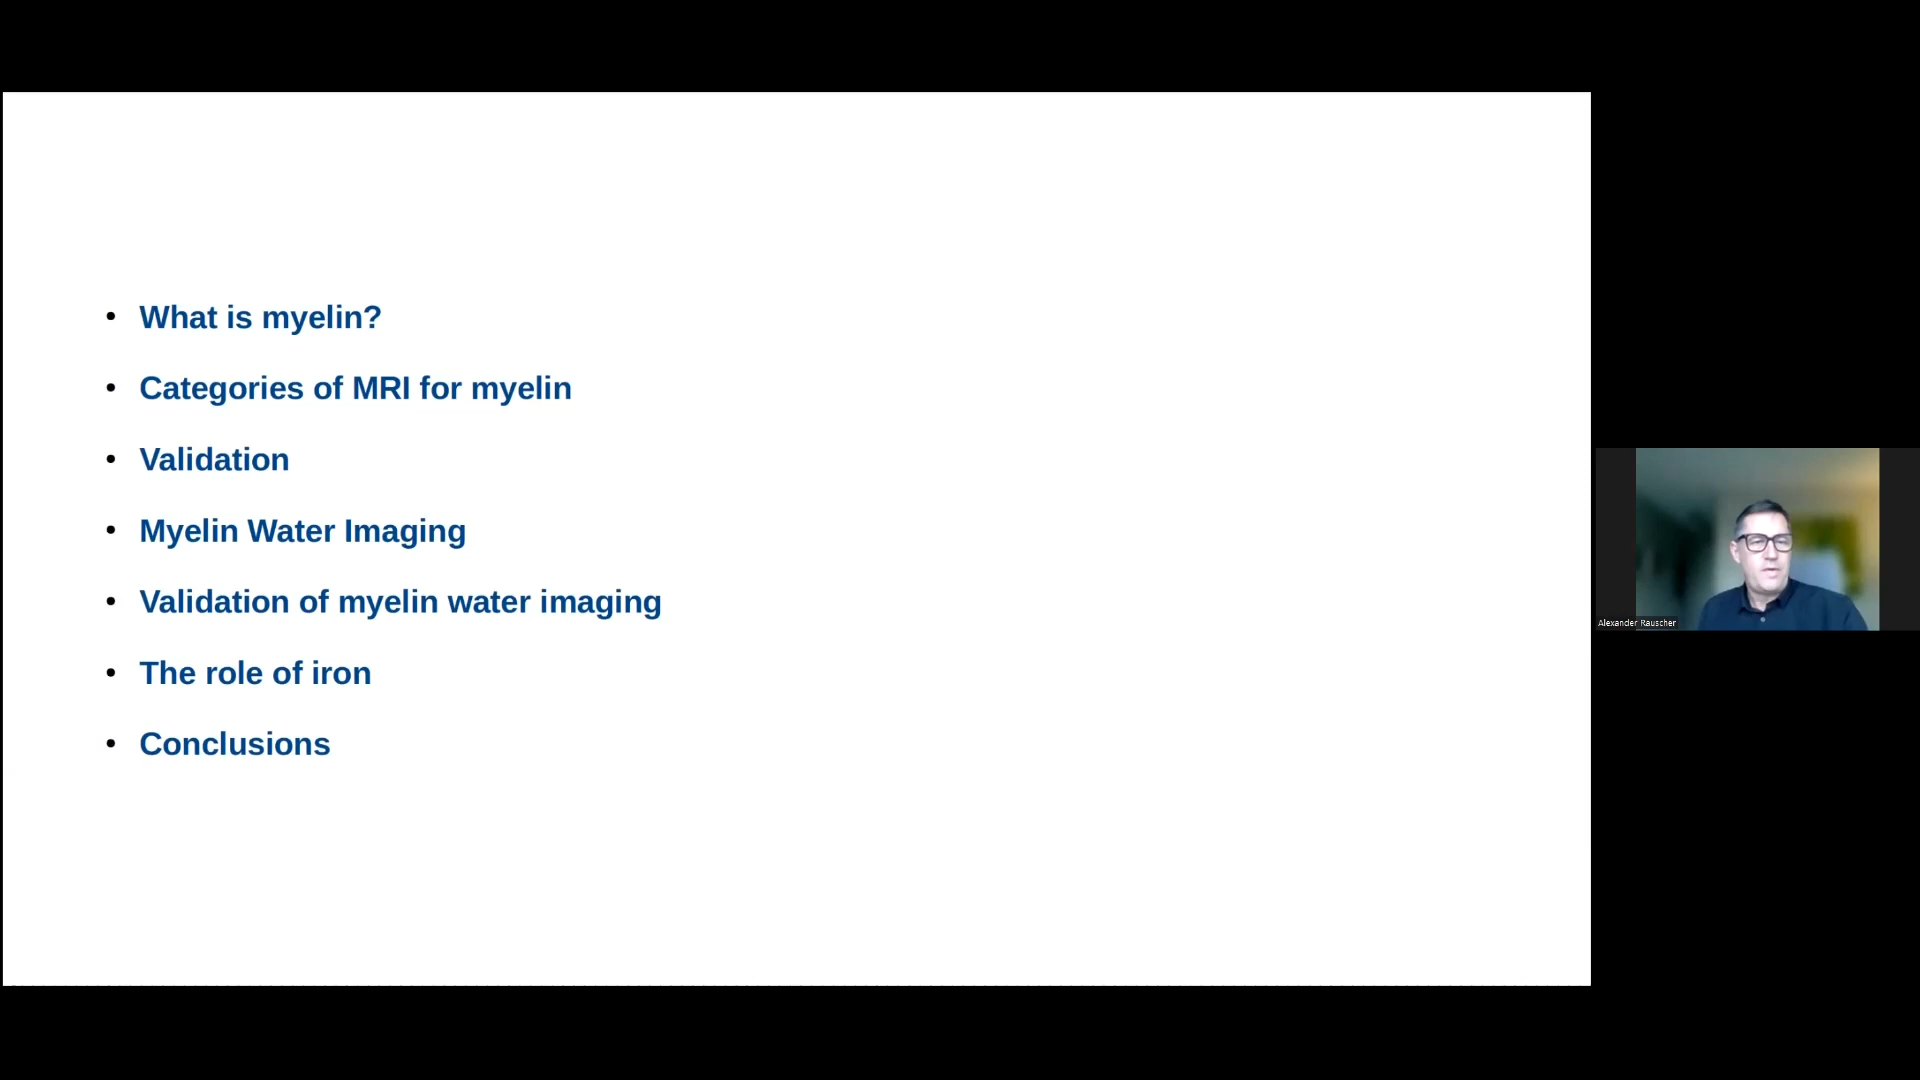 • What is myelin?
• Categories of MRI for myelin
• Validation
• Myelin Water Imaging
• Validation of myelin water imaging
• The role of iron
• Conclusions
Alexander Rauscher